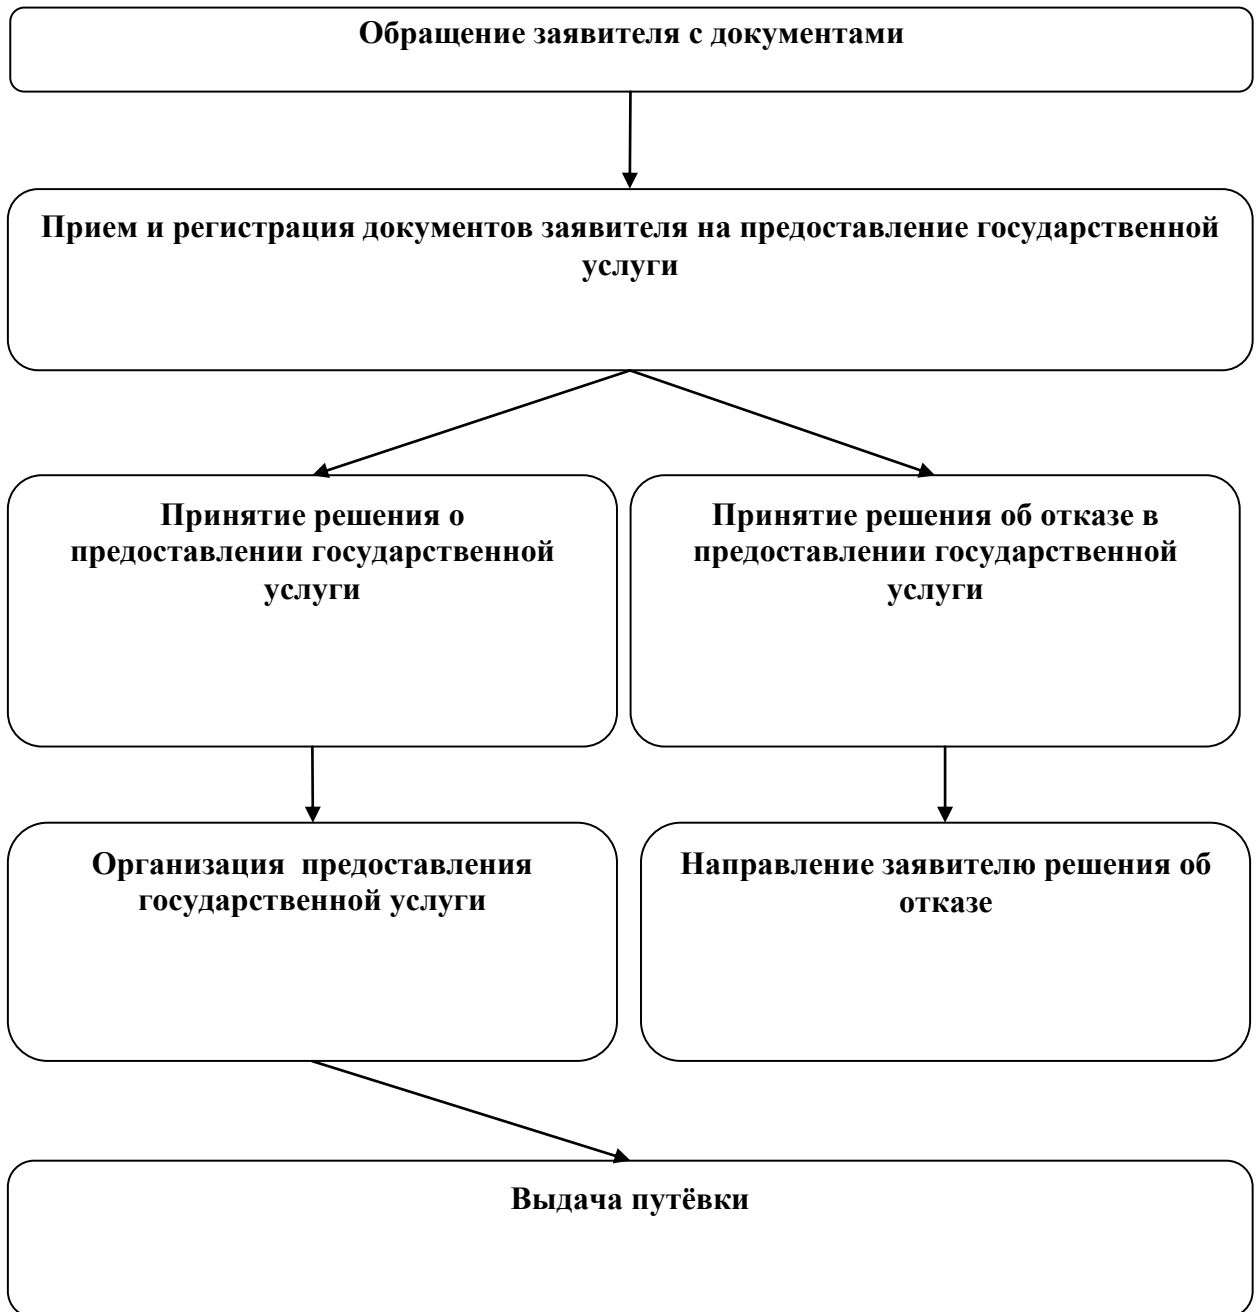 Обращение заявителя с документами
Прием и регистрация документов заявителя на предоставление государственной
услуги
Принятие решения о
предоставлении государственной
услуги
Принятие решения об отказе в
предоставлении государственной
услуги
Организация  предоставления
государственной услуги
Направление заявителю решения об
отказе
Выдача путёвки